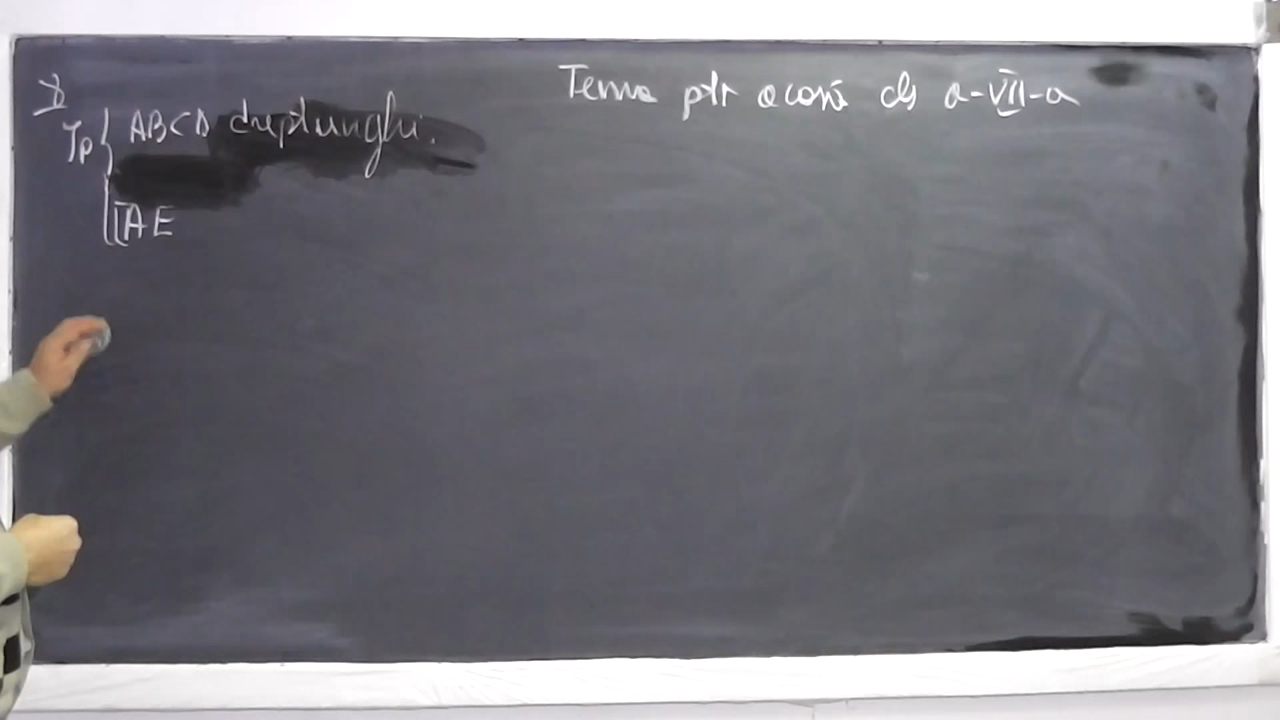 Tema ptr acasă cls a-VII-a
Ip { ABCD dreptunghi.
[AE